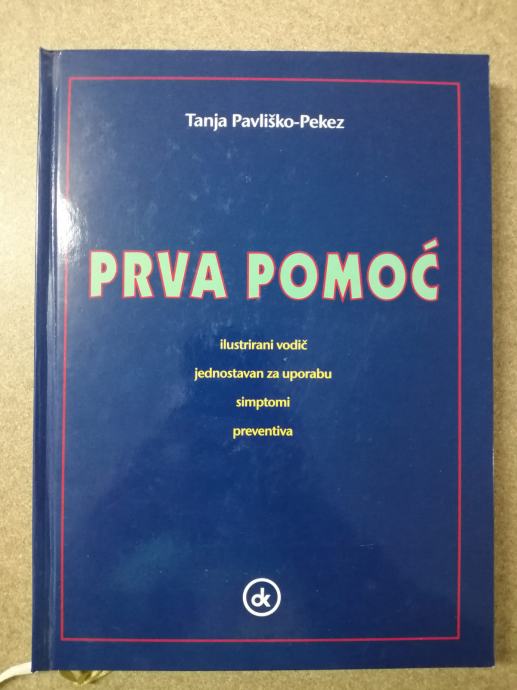 Tanja Pavliško-Pekez
PRVA POMOĆ
ilustrirani vodič
jednostavan za uporabu
simptomi
preventiva
dk